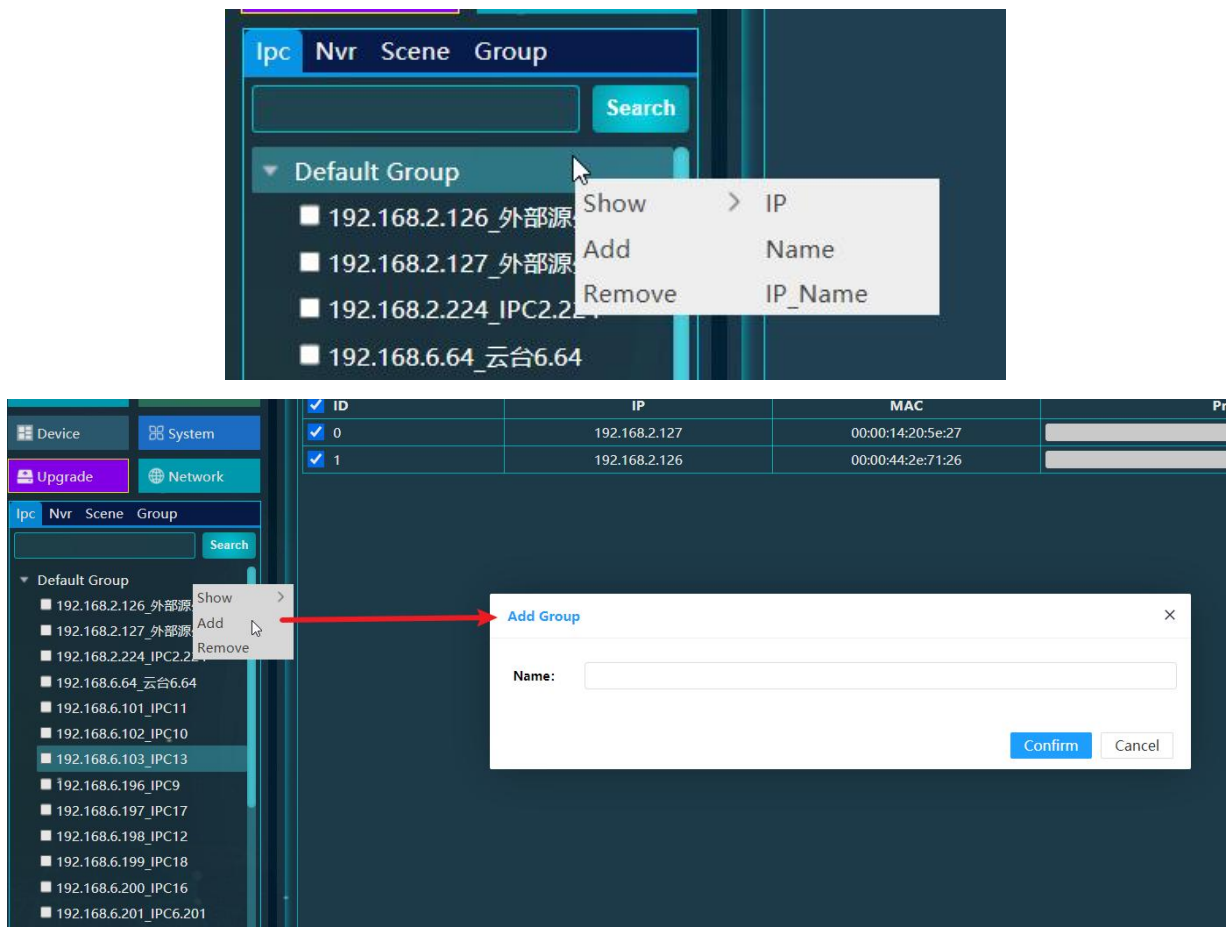 Ipc Nvr Scene Group
Search
Default Group
192.168.2.126_外部源
192.168.2.127_外部源
192.168.2.224_IPC2.224
192.168.6.64_云台6.64
Show > IP
Add Name
Remove IP_Name
ID IP MAC Pr
0 192.168.2.127 00:00:14:20:5e:27
1 192.168.2.126 00:00:44:2e:71:26
Device System
Upgrade Network
Ipc Nvr Scene Group
Search
Default Group
192.168.2.126_外部源
192.168.2.127_外部源
192.168.2.224_IPC2.224
192.168.6.64_云台6.64
192.168.6.101_IPC11
192.168.6.102_IPC10
192.168.6.103_IPC13
192.168.6.196_IPC9
192.168.6.197_IPC17
192.168.6.198_IPC12
192.168.6.199_IPC18
192.168.6.200_IPC16
192.168.6.201_IPC6.201
Show >
Add
Remove
Add Group ×
Name:
Confirm Cancel